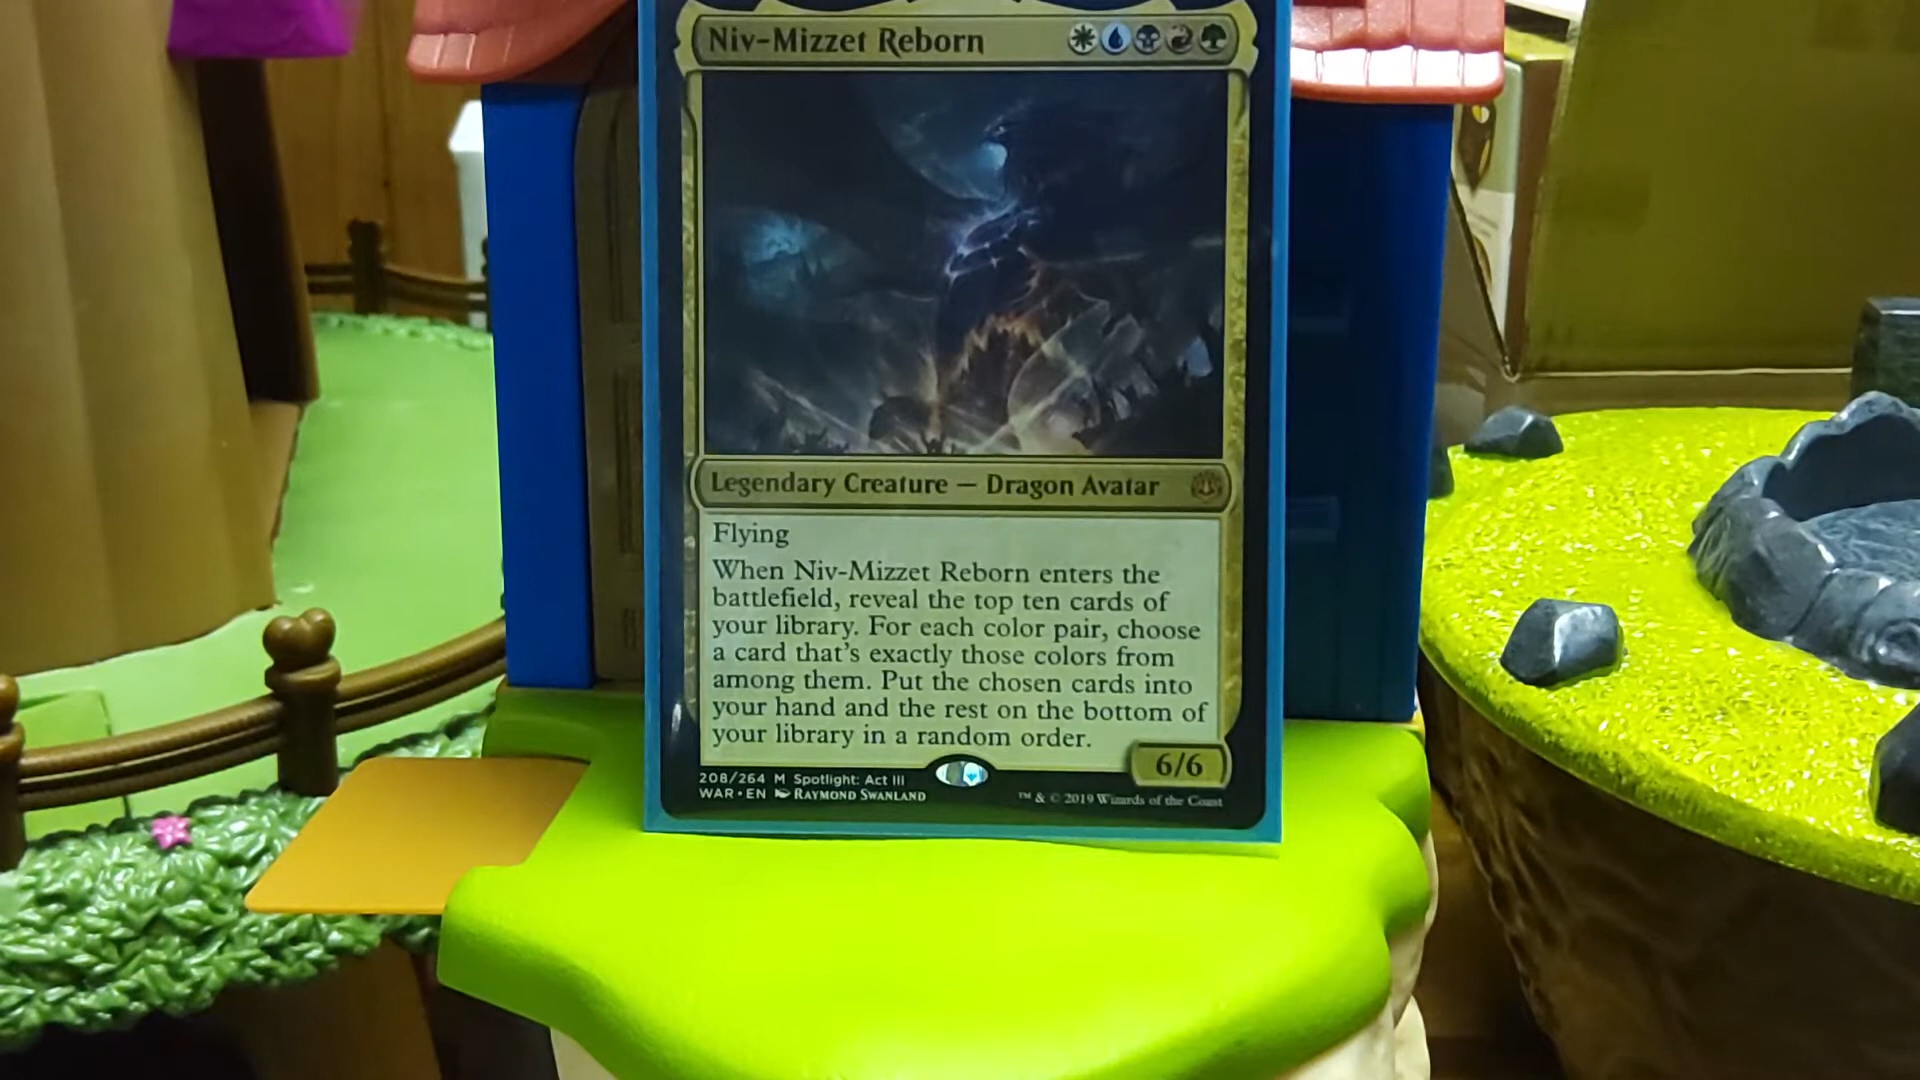 Niv-Mizzet Reborn
Legendary Creature — Dragon Avatar
Flying
When Niv-Mizzet Reborn enters the
battlefield, reveal the top ten cards of
your library. For each color pair, choose
a card that's exactly those colors from
among them. Put the chosen cards into
your hand and the rest on the bottom of
your library in a random order.
6/6
208/264 M Spotlight: Act III
WAR • EN Raymond Swanland
™ & © 2019 Wizards of the Coast